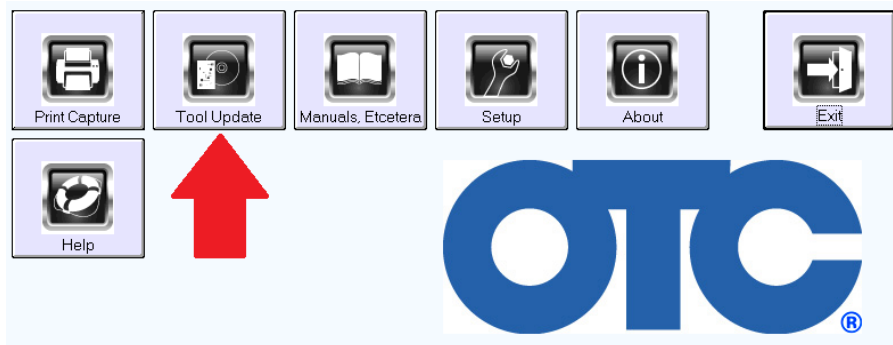 Print Capture
Tool Update
Manuals, Etcetera
Setup
About
Exit
Help
OTC
®